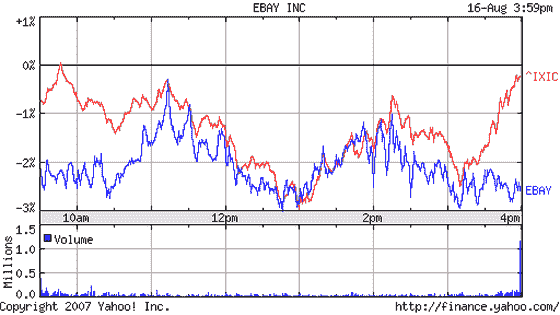 EBAY INC 16-Aug 3:59pm
+1%
0%
-1%
-2%
-3%
^IXIC
EBAY
10am 12pm 2pm 4pm
1.5
1.0
0.5
0.0
Millions
Volume
Copyright 2007 Yahoo! Inc. http://finance.yahoo.com/